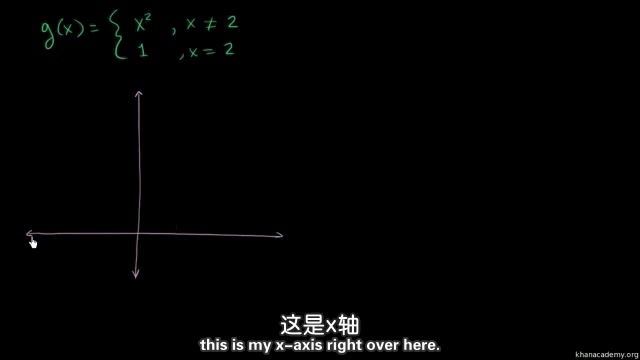 g(x) = { x² , x ≠ 2
1 , x = 2
这是x轴
this is my x-axis right over here.
khanacademy.org